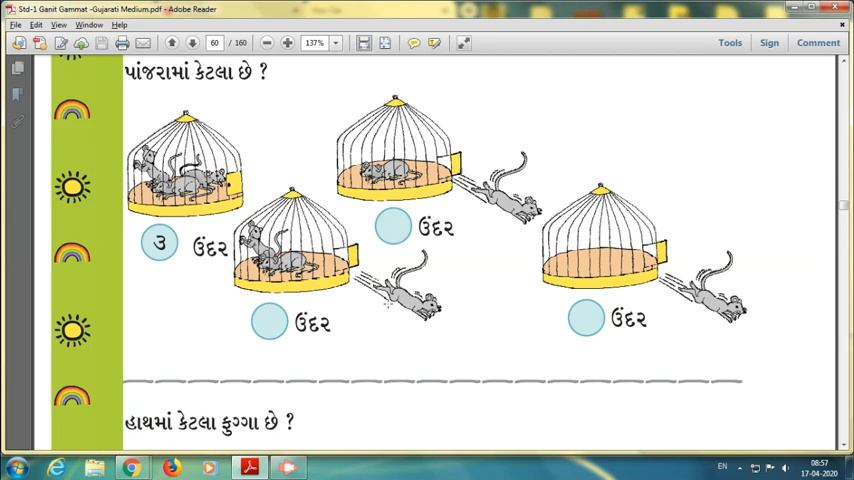 Std-1 Ganit Gammat -Gujarati Medium.pdf - Adobe Reader
File Edit View Window Help
60 / 160 137% Tools Sign Comment
પાંજરામાં કેટલા છે ?
૩ ઉંદર
ઉંદર
ઉંદર
ઉંદર
હાથમાં કેટલા ફુગ્ગા છે ?
EN 08:57
17-04-2020